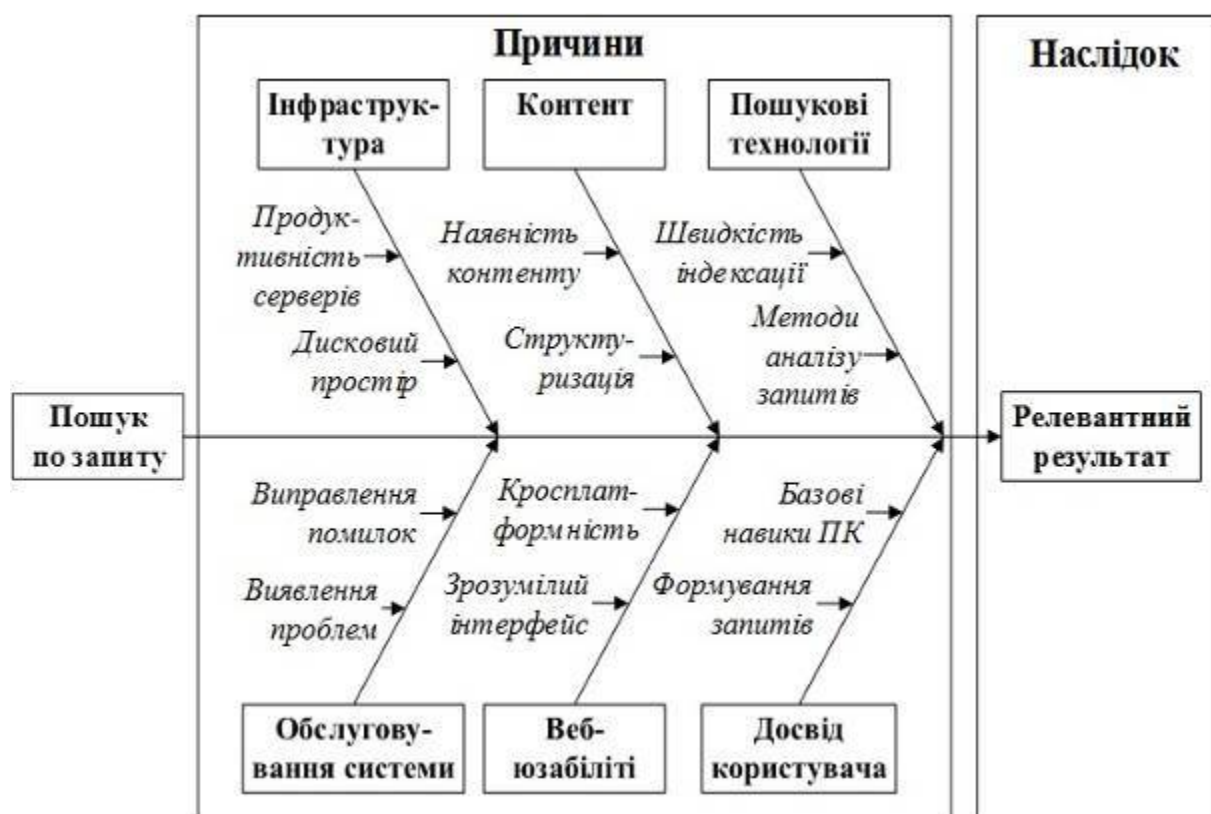 Причини
Наслідок
Інфраструк-
тура
Контент
Пошукові
технології
Продук-
тивність
серверів
Дисковий
простір
Наявність
контенту
Структу-
ризація
Швидкість
індексації
Методи
аналізу
запитів
Пошук
по запиту
Релевантний
результат
Виправлення
помилок
Виявлення
проблем
Кросплат-
формність
Зрозумілий
інтерфейс
Базові
навики ПК
Формування
запитів
Обслугову-
вання системи
Веб-
юзабіліті
Досвід
користувача